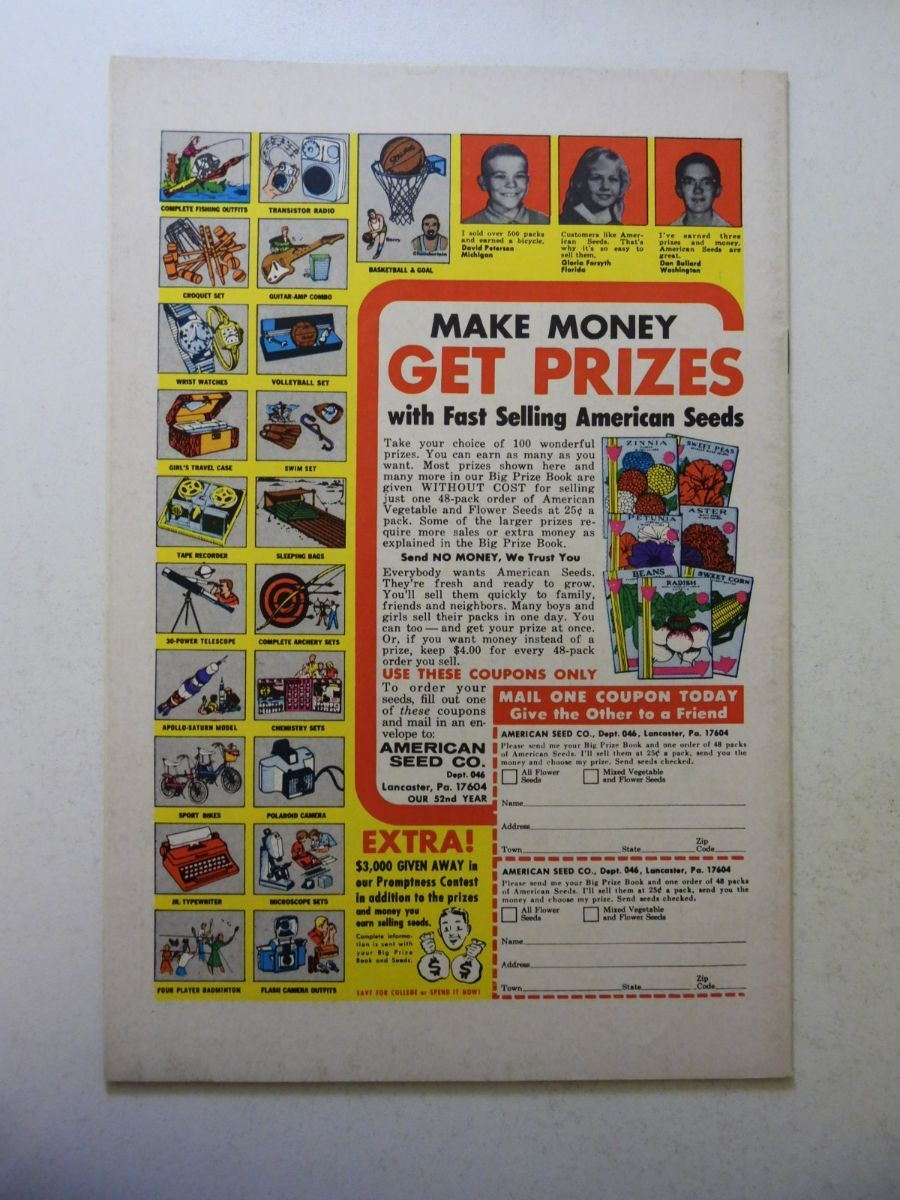 COMPLETE FISHING OUTFITS
TRANSISTOR RADIO
SPALDING
Berry
Chamberlain
BASKETBALL & GOAL
I sold over 500 packs
and earned a bicycle.
David Peterson
Michigan
Customers like Amer-
ican Seeds. That's
why it's so easy to
sell them.
Gloria Forsyth
Florida
I've earned three
prizes and money.
American Seeds are
great.
Dan Ballard
Washington
CROQUET SET
GUITAR-AMP COMBO
WRIST WATCHES
VOLLEYBALL SET
GIRL'S TRAVEL CASE
SWIM SET
TAPE RECORDER
SLEEPING BAGS
30-POWER TELESCOPE
COMPLETE ARCHERY SETS
APOLLO-SATURN MODEL
CHEMISTRY SETS
SPORT BIKES
POLAROID CAMERA
JR. TYPEWRITER
MICROSCOPE SETS
FOUR PLAYER BADMINTON
FLASH CAMERA OUTFITS
MAKE MONEY
GET PRIZES
with Fast Selling American Seeds
Take your choice of 100 wonderful
prizes. You can earn as many as you
want. Most prizes shown here and
many more in our Big Prize Book are
given WITHOUT COST for selling
just one 48-pack order of American
Vegetable and Flower Seeds at 25¢ a
pack. Some of the larger prizes re-
quire more sales or extra money as
explained in the Big Prize Book.
Send NO MONEY, We Trust You
Everybody wants American Seeds.
They're fresh and ready to grow.
You'll sell them quickly to family,
friends and neighbors. Many boys and
girls sell their packs in one day. You
can too — and get your prize at once.
Or, if you want money instead of a
prize, keep $4.00 for every 48-pack
order you sell.
ZINNIA
SWEET PEAS
PETUNIA
ASTER
BEANS
RADISH
SWEET CORN
USE THESE COUPONS ONLY
To order your
seeds, fill out one
of these coupons
and mail in an en-
velope to:
AMERICAN
SEED CO.
Dept. 046
Lancaster, Pa. 17604
OUR 52nd YEAR
MAIL ONE COUPON TODAY
Give the Other to a Friend
AMERICAN SEED CO., Dept. 046, Lancaster, Pa. 17604
Please send me your Big Prize Book and one order of 48 packs
of American Seeds. I'll sell them at 25¢ a pack, send you the
money and choose my prize. Send seeds checked.
All Flower
Seeds
Mixed Vegetable
and Flower Seeds
Name
Address
Town State Zip Code
AMERICAN SEED CO., Dept. 046, Lancaster, Pa. 17604
Please send me your Big Prize Book and one order of 48 packs
of American Seeds. I'll sell them at 25¢ a pack, send you the
money and choose my prize. Send seeds checked.
All Flower
Seeds
Mixed Vegetable
and Flower Seeds
Name
Address
Town State Zip Code
EXTRA!
$3,000 GIVEN AWAY in
our Promptness Contest
in addition to the prizes
and money you
earn selling seeds.
Complete informa-
tion is sent with
your Big Prize
Book and Seeds.
$ $
SAVE FOR COLLEGE or SPEND IT NOW!